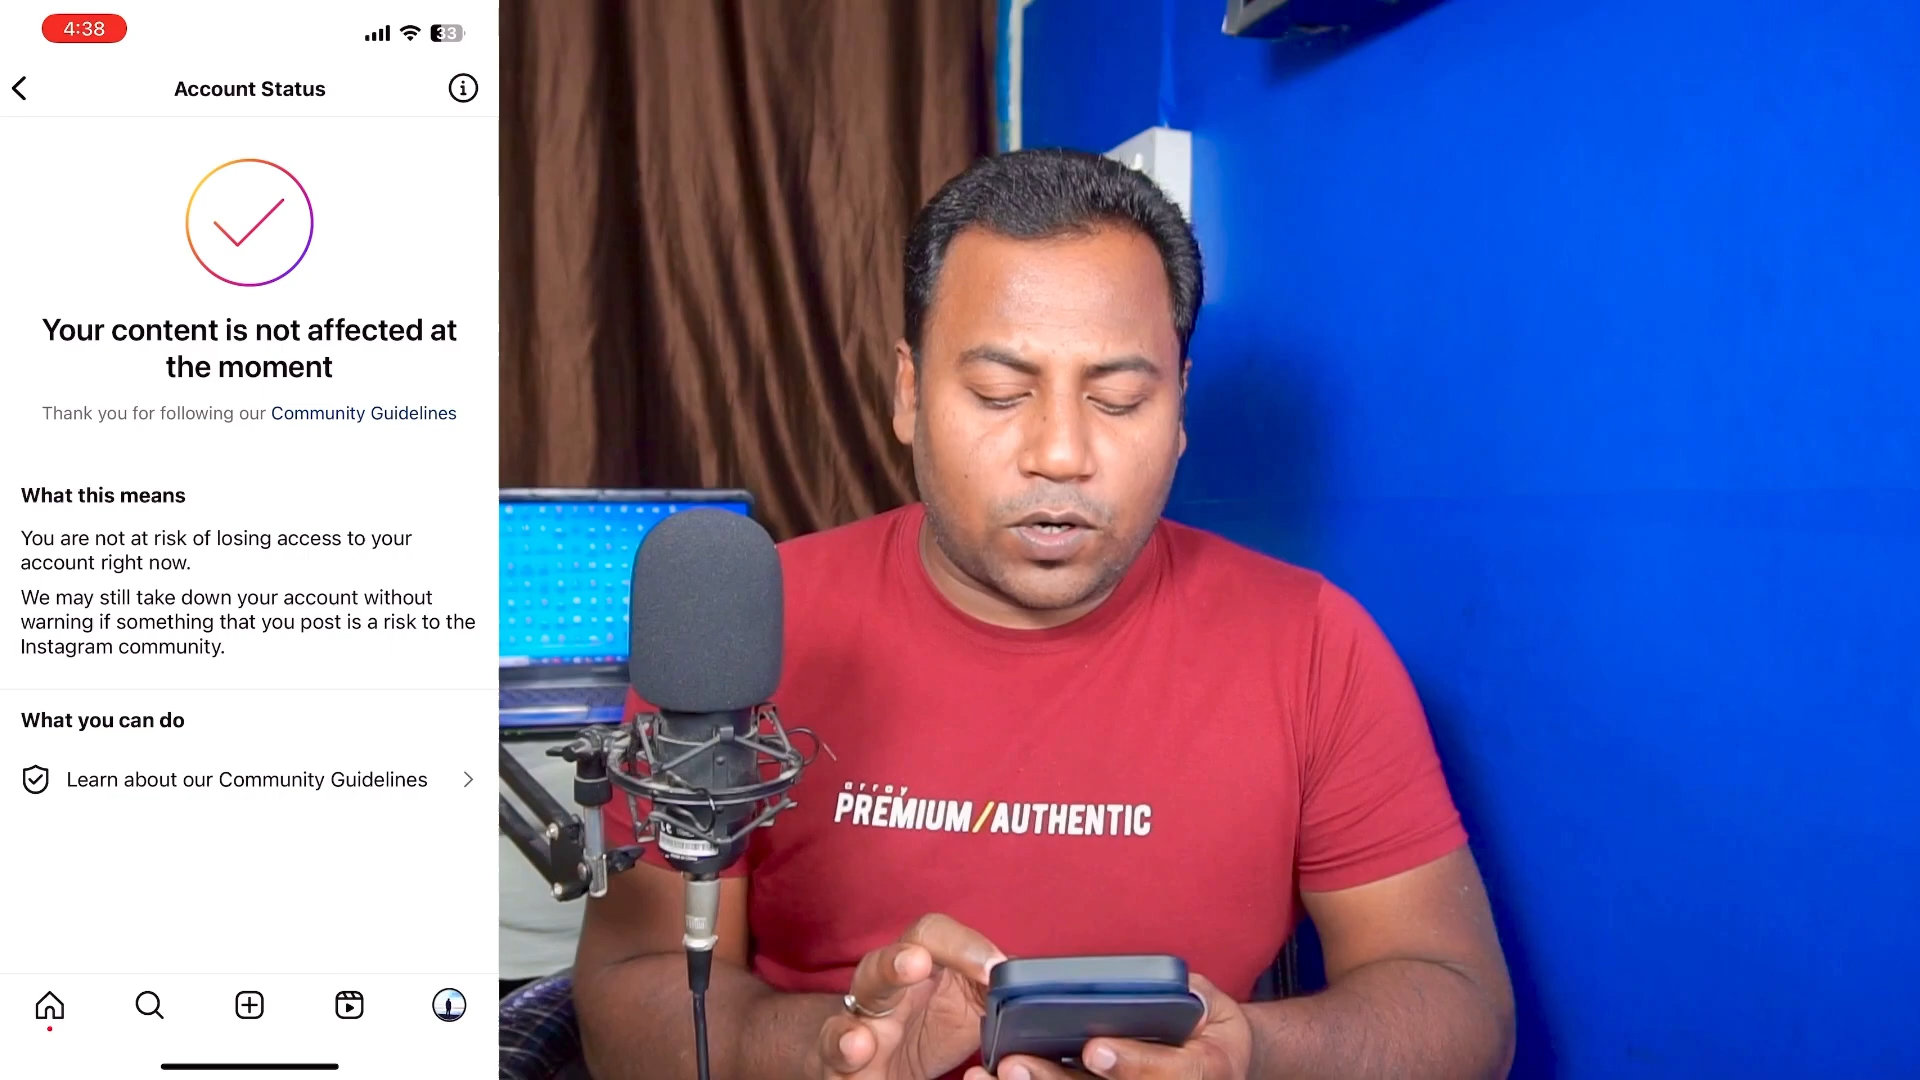 4:38
33
Account Status
Your content is not affected at
the moment
Thank you for following our Community Guidelines
What this means
You are not at risk of losing access to your
account right now.
We may still take down your account without
warning if something that you post is a risk to the
Instagram community.
What you can do
Learn about our Community Guidelines
array
PREMIUM/AUTHENTIC